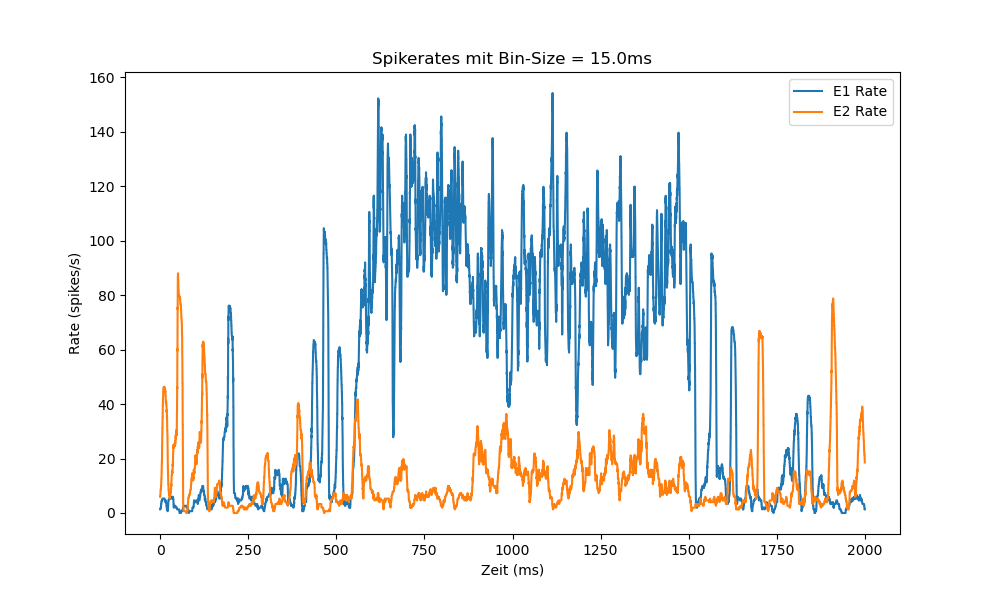 Spikerates mit Bin-Size = 15.0ms
E1 Rate
E2 Rate
Rate (spikes/s)
160
140
120
100
80
60
40
20
0
0 250 500 750 1000 1250 1500 1750 2000
Zeit (ms)